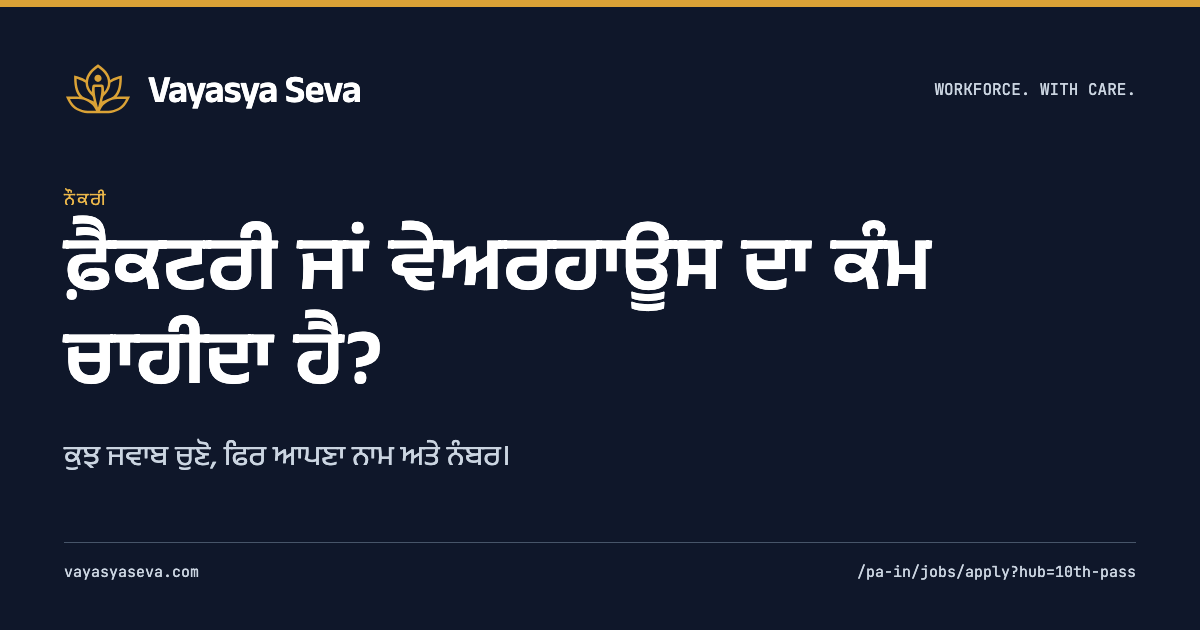 Vayasya Seva
WORKFORCE. WITH CARE.
ਨੌਕਰੀ
ਫ਼ੈਕਟਰੀ ਜਾਂ ਵੇਅਰਹਾਊਸ ਦਾ ਕੰਮ
ਚਾਹੀਦਾ ਹੈ?
ਕੁਝ ਜਵਾਬ ਚੁਣੋ, ਫਿਰ ਆਪਣਾ ਨਾਮ ਅਤੇ ਨੰਬਰ।
vayasyaseva.com
/pa-in/jobs/apply?hub=10th-pass